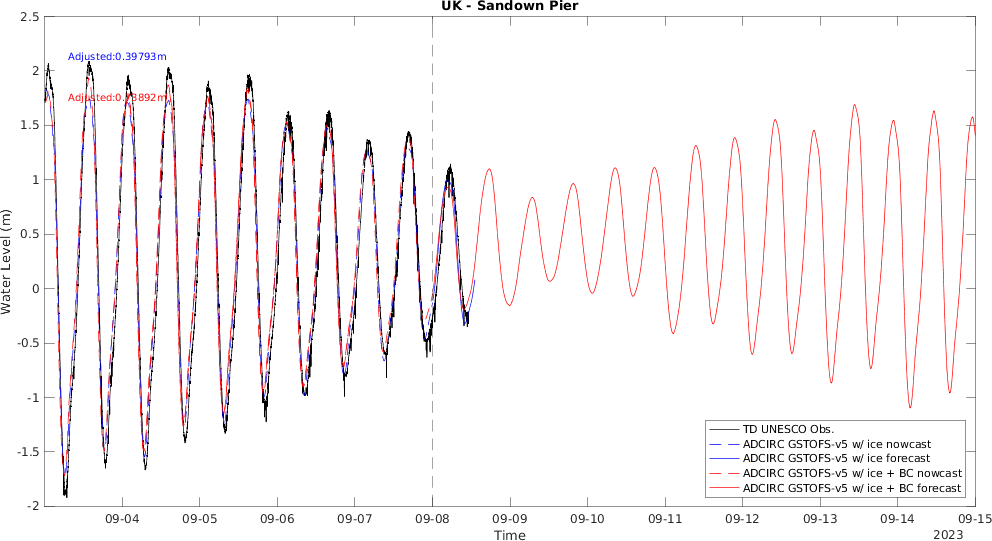 UK - Sandown Pier
2.5
2
1.5
1
0.5
0
-0.5
-1
-1.5
-2
Water Level (m)
Adjusted:0.39793m
TD UNESCO Obs.
ADCIRC GSTOFS-v5 w/ ice nowcast
ADCIRC GSTOFS-v5 w/ ice forecast
ADCIRC GSTOFS-v5 w/ ice + BC nowcast
ADCIRC GSTOFS-v5 w/ ice + BC forecast
09-04
09-05
09-06
09-07
09-08
09-09
09-10
09-11
09-12
09-13
09-14
09-15
Time
2023